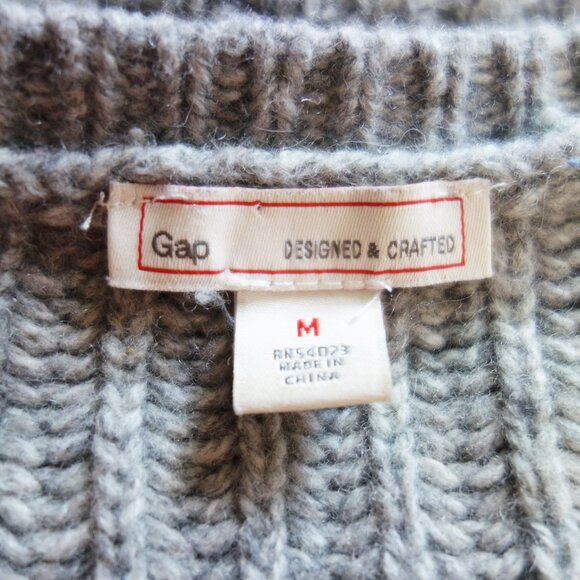 Gap DESIGNED & CRAFTED
M
RN54023
MADE IN
CHINA